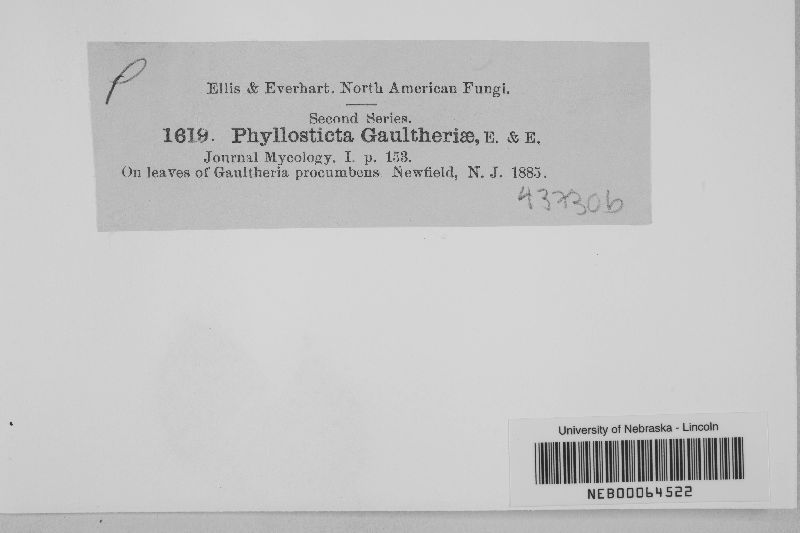 P
Ellis & Everhart. North American Fungi.
Second Series.
1619. Phyllosticta Gaultheriæ, E. & E.
Journal Mycology, I. p. 153.
On leaves of Gaultheria procumbens Newfield, N. J. 1885.
437306
University of Nebraska - Lincoln
NEB00064522